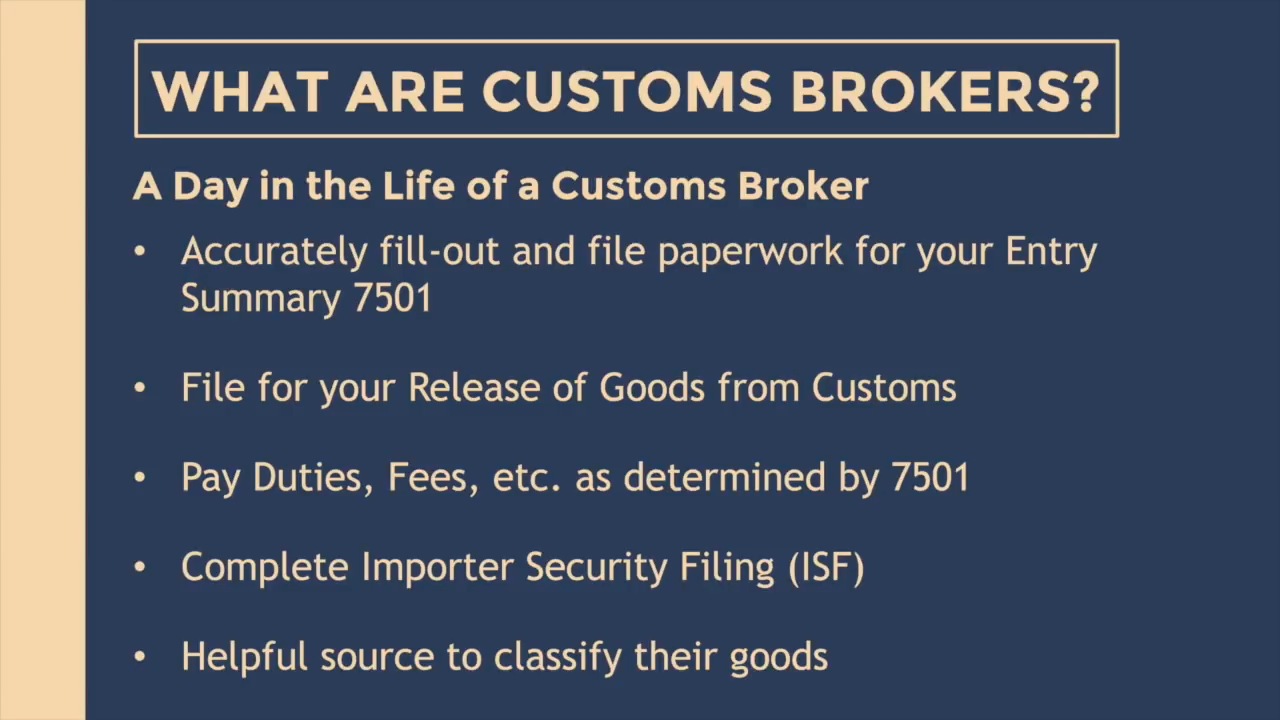 WHAT ARE CUSTOMS BROKERS?
A Day in the Life of a Customs Broker
• Accurately fill-out and file paperwork for your Entry
Summary 7501
• File for your Release of Goods from Customs
• Pay Duties, Fees, etc. as determined by 7501
• Complete Importer Security Filing (ISF)
• Helpful source to classify their goods